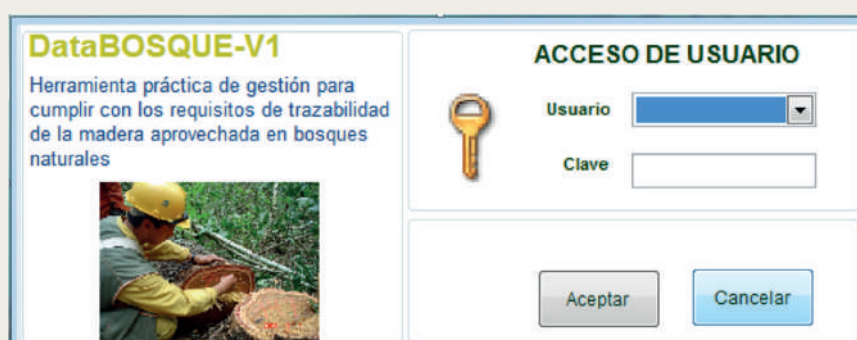 DataBOSQUE-V1
Herramienta práctica de gestión para
cumplir con los requisitos de trazabilidad
de la madera aprovechada en bosques
naturales
ACCESO DE USUARIO
Usuario
Clave
Aceptar
Cancelar